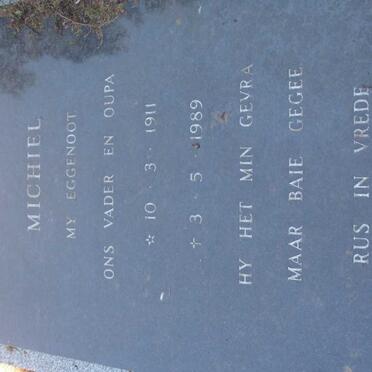 MICHIEL
MY EGGENOOT
ONS VADER EN OUPA
☆ 10 · 3 · 1911
✝ 3 · 5 · 1989
HY HET MIN GEVRA
MAAR BAIE GEGEE
RUS IN VREDE